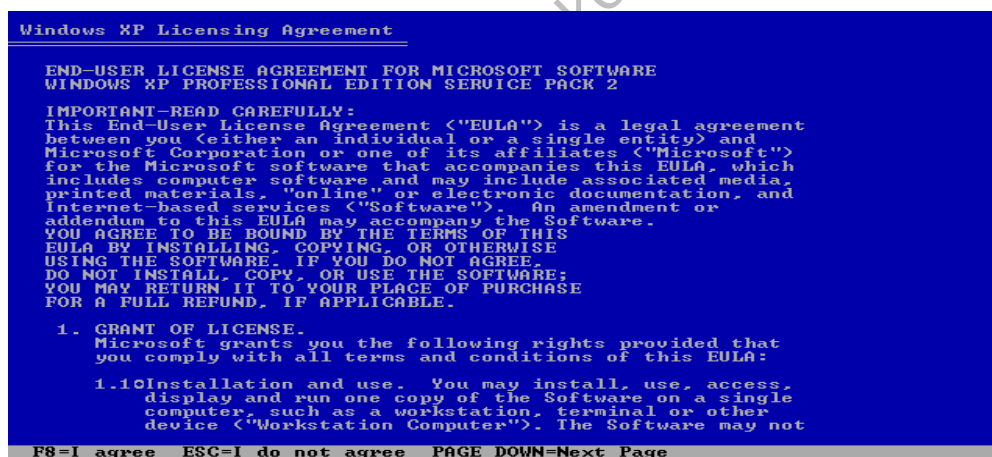 Windows XP Licensing Agreement
END-USER LICENSE AGREEMENT FOR MICROSOFT SOFTWARE
WINDOWS XP PROFESSIONAL EDITION SERVICE PACK 2
IMPORTANT-READ CAREFULLY:
This End-User License Agreement ("EULA") is a legal agreement
between you (either an individual or a single entity) and
Microsoft Corporation or one of its affiliates ("Microsoft")
for the Microsoft software that accompanies this EULA, which
includes computer software and may include associated media,
printed materials, "online" or electronic documentation, and
Internet-based services ("Software"). An amendment or
addendum to this EULA may accompany the Software.
YOU AGREE TO BE BOUND BY THE TERMS OF THIS
EULA BY INSTALLING, COPYING, OR OTHERWISE
USING THE SOFTWARE. IF YOU DO NOT AGREE,
DO NOT INSTALL, COPY, OR USE THE SOFTWARE;
YOU MAY RETURN IT TO YOUR PLACE OF PURCHASE
FOR A FULL REFUND, IF APPLICABLE.
1. GRANT OF LICENSE.
Microsoft grants you the following rights provided that
you comply with all terms and conditions of this EULA:
1.1 Installation and use. You may install, use, access,
display and run one copy of the Software on a single
computer, such as a workstation, terminal or other
device ("Workstation Computer"). The Software may not
F8=I agree ESC=I do not agree PAGE DOWN=Next Page